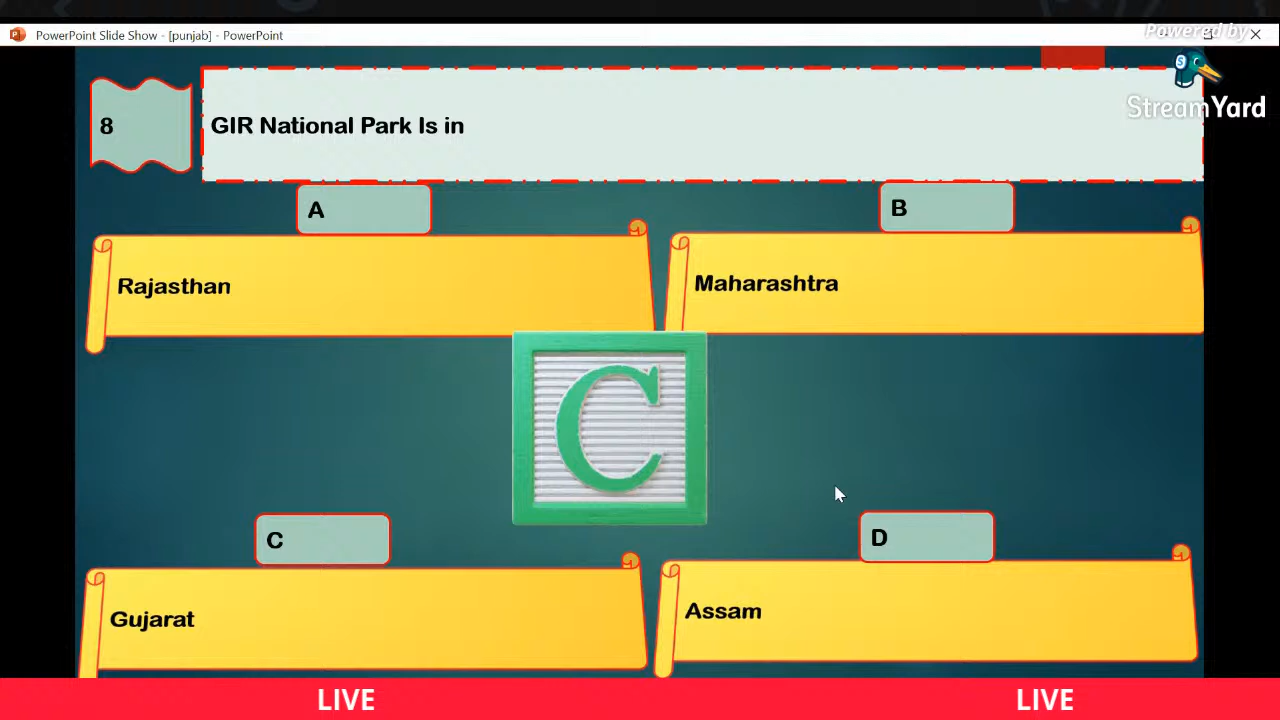 PowerPoint Slide Show - [punjab] - PowerPoint
Powered by
StreamYard
8
GIR National Park Is in
A
B
Rajasthan
Maharashtra
C
C
D
Gujarat
Assam
LIVE
LIVE